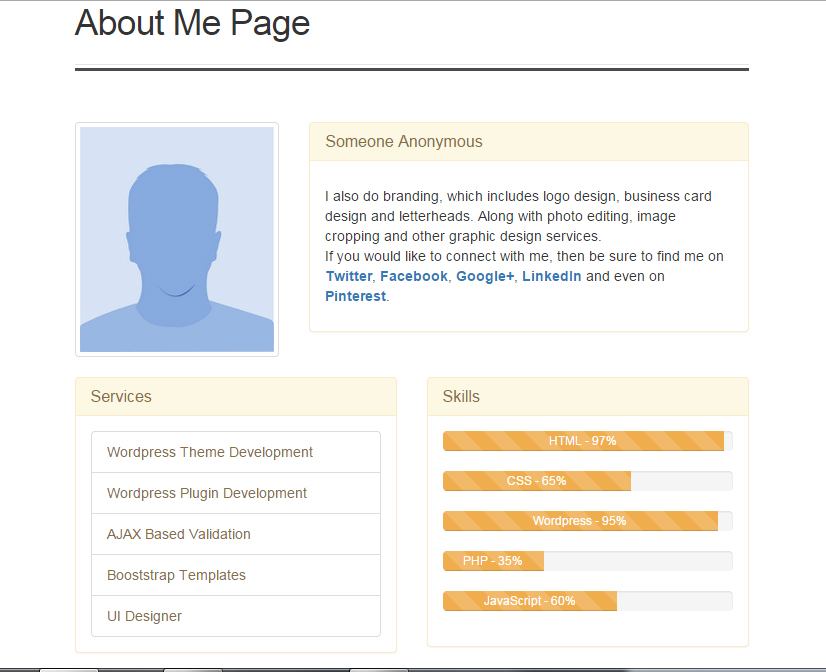 About Me Page
Someone Anonymous
I also do branding, which includes logo design, business card
design and letterheads. Along with photo editing, image
cropping and other graphic design services.
If you would like to connect with me, then be sure to find me on
Twitter, Facebook, Google+, LinkedIn and even on
Pinterest.
Services
Wordpress Theme Development
Wordpress Plugin Development
AJAX Based Validation
Booststrap Templates
UI Designer
Skills
HTML - 97%
CSS - 65%
Wordpress - 95%
PHP - 35%
JavaScript - 60%